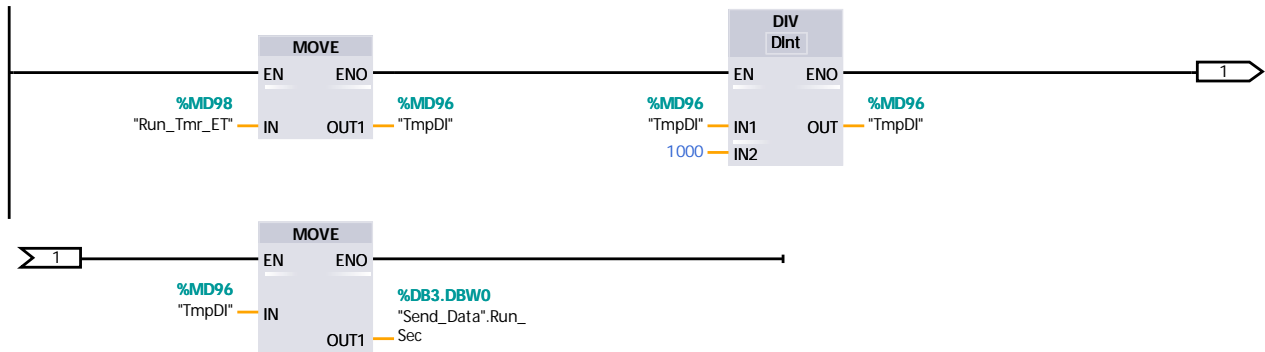 DIV
DInt
MOVE
EN ENO EN ENO 1
%MD98 %MD96 %MD96 %MD96
"Run_Tmr_ET" IN OUT1 "TmpDI" "TmpDI" IN1 OUT "TmpDI"
1000 IN2
MOVE
1 EN ENO
%MD96
"TmpDI" IN
%DB3.DBW0
"Send_Data".Run_
OUT1 Sec